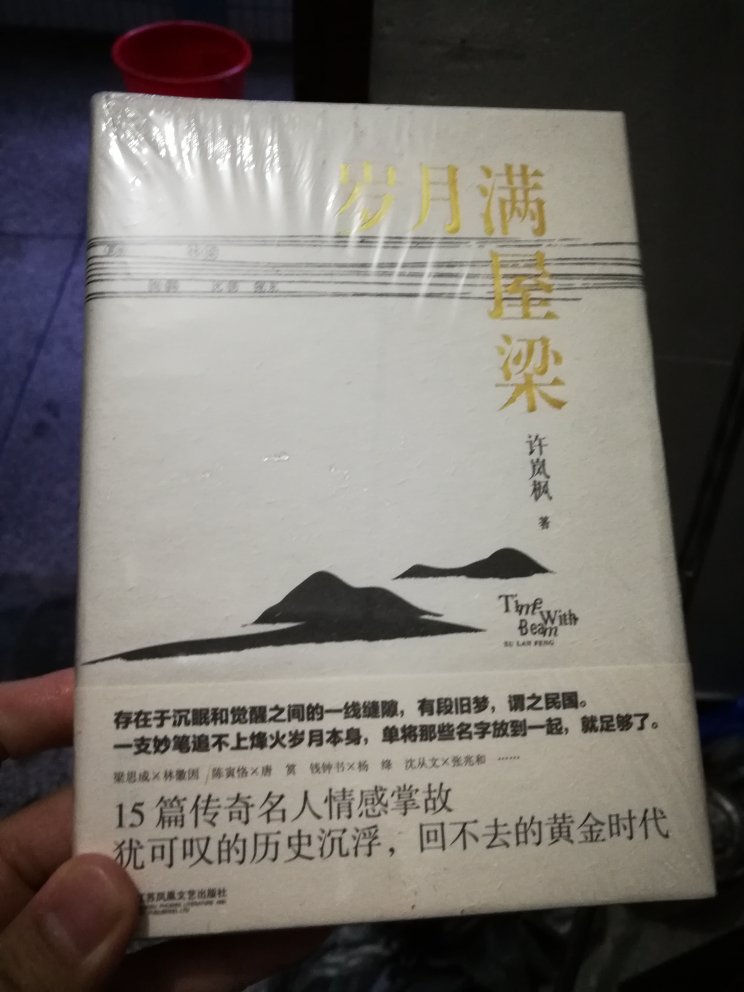 岁月满
屋
梁
许岚枫
著
Time
With
Beam
XU LAN FENG
存在于沉眠和觉醒之间的一线缝隙，有段旧梦，谓之民国。
一支妙笔追不上烽火岁月本身，单将那些名字放到一起，就足够了。
梁思成×林徽因 陈寅恪×唐 筼 钱钟书×杨 绛 沈从文×张兆和 ……
15篇传奇名人情感掌故
犹可叹的历史沉浮，回不去的黄金时代
江苏凤凰文艺出版社